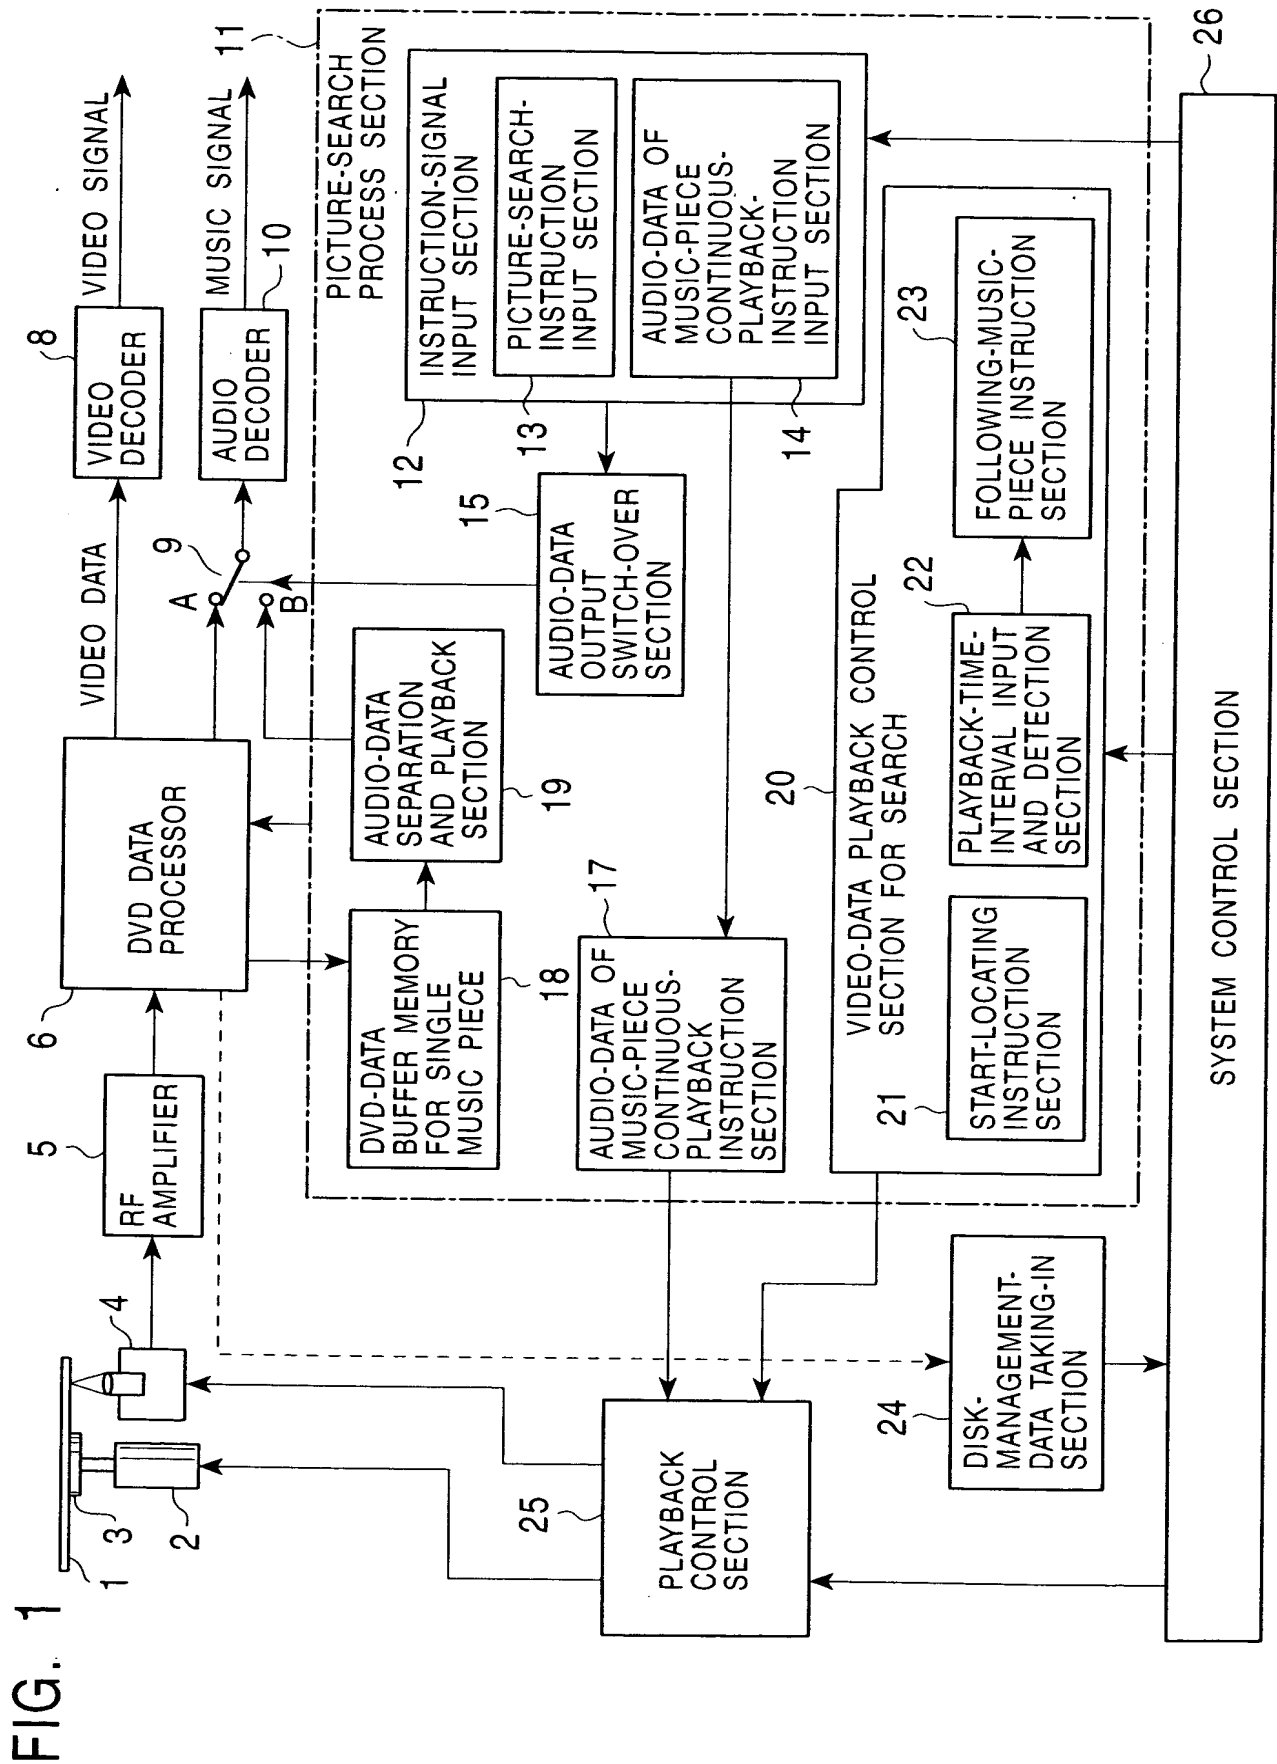 FIG. 1
1
3
2
4
5
RF
AMPLIFIER
6
DVD DATA
PROCESSOR
VIDEO DATA
8
VIDEO
DECODER
VIDEO SIGNAL
A
9
B
AUDIO
DECODER
10
MUSIC SIGNAL
11
PICTURE-SEARCH
PROCESS SECTION
DVD-DATA
BUFFER MEMORY
FOR SINGLE
MUSIC PIECE
18
AUDIO-DATA
SEPARATION
AND PLAYBACK
SECTION
19
12
INSTRUCTION-SIGNAL
INPUT SECTION
PICTURE-SEARCH-
INSTRUCTION
INPUT SECTION
13
AUDIO-DATA OF
MUSIC-PIECE
CONTINUOUS-
PLAYBACK-
INSTRUCTION
INPUT SECTION
14
15
AUDIO-DATA
OUTPUT
SWITCH-OVER
SECTION
17
AUDIO-DATA OF
MUSIC-PIECE
CONTINUOUS-
PLAYBACK
INSTRUCTION
SECTION
20
VIDEO-DATA PLAYBACK CONTROL
SECTION FOR SEARCH
21
START-LOCATING
INSTRUCTION
SECTION
22
PLAYBACK-TIME-
INTERVAL INPUT
AND DETECTION
SECTION
23
FOLLOWING-MUSIC-
PIECE INSTRUCTION
SECTION
25
PLAYBACK
CONTROL
SECTION
24
DISK-
MANAGEMENT-
DATA TAKING-IN
SECTION
SYSTEM CONTROL SECTION
26